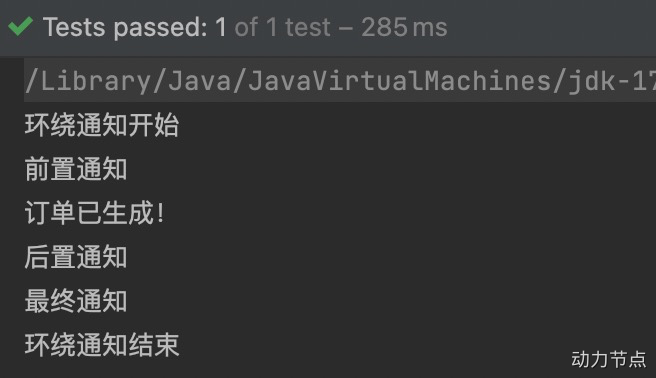 Tests passed: 1 of 1 test – 285 ms
/Library/Java/JavaVirtualMachines/jdk-17
环绕通知开始
前置通知
订单已生成!
后置通知
最终通知
环绕通知结束
动力节点